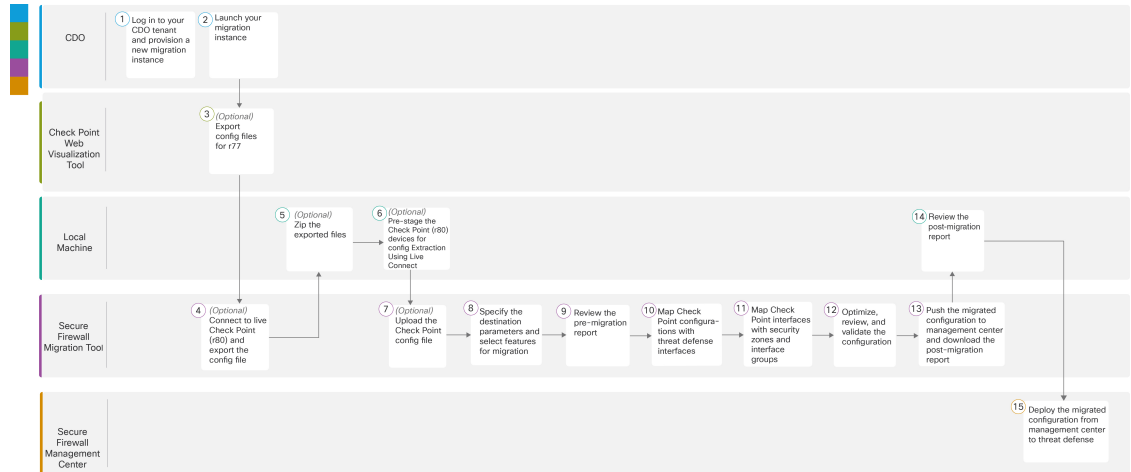 CDO
1
Log in to your
CDO tenant
and provision a
new migration
instance
2
Launch your
migration
instance
Check Point
Web
Visualization
Tool
3
(Optional)
Export
config files
for r77
Local
Machine
5
(Optional)
Zip the
exported files
6
(Optional)
Pre-stage the
Check Point (r80)
devices for
config Extraction
Using Live
Connect
14
Review the
post-migration
report
Secure
Firewall
Migration Tool
4
(Optional)
Connect to live
Check Point
(r80) and
export the
config file
7
(Optional)
Upload the
Check Point
config file
8
Specify the
destination
parameters and
select features
for migration
9
Review the
pre-migration
report
10
Map Check
Point configura-
tions with
threat defense
interfaces
11
Map Check
Point interfaces
with security
zones and
interface
groups
12
Optimize,
review, and
validate the
configuration
13
Push the migrated
configuration to
management center
and download the
post-migration
report
Secure
Firewall
Management
Center
15
Deploy the migrated
configuration from
management center
to threat defense